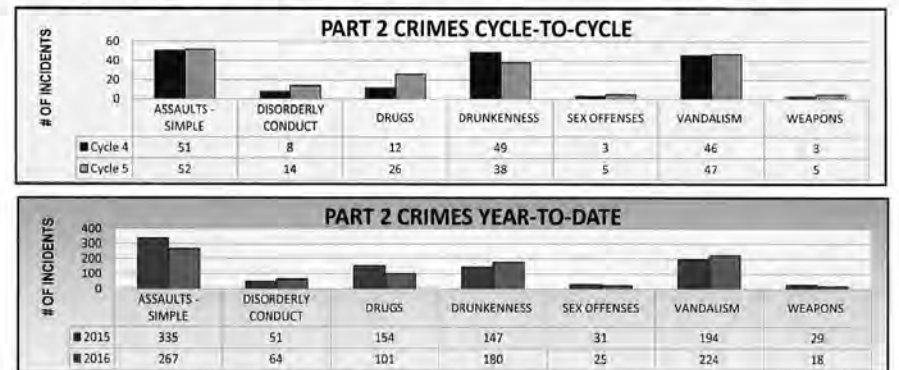 PART 2 CRIMES CYCLE-TO-CYCLE
# OF INCIDENTS
60
40
20
0
ASSAULTS - SIMPLE DISORDERLY CONDUCT DRUGS DRUNKENNESS SEX OFFENSES VANDALISM WEAPONS
Cycle 4 51 8 12 49 3 46 3
Cycle 5 52 14 26 38 5 47 5
PART 2 CRIMES YEAR-TO-DATE
# OF INCIDENTS
400
300
200
100
0
ASSAULTS - SIMPLE DISORDERLY CONDUCT DRUGS DRUNKENNESS SEX OFFENSES VANDALISM WEAPONS
2015 335 51 154 147 31 194 29
2016 267 64 101 180 25 224 18